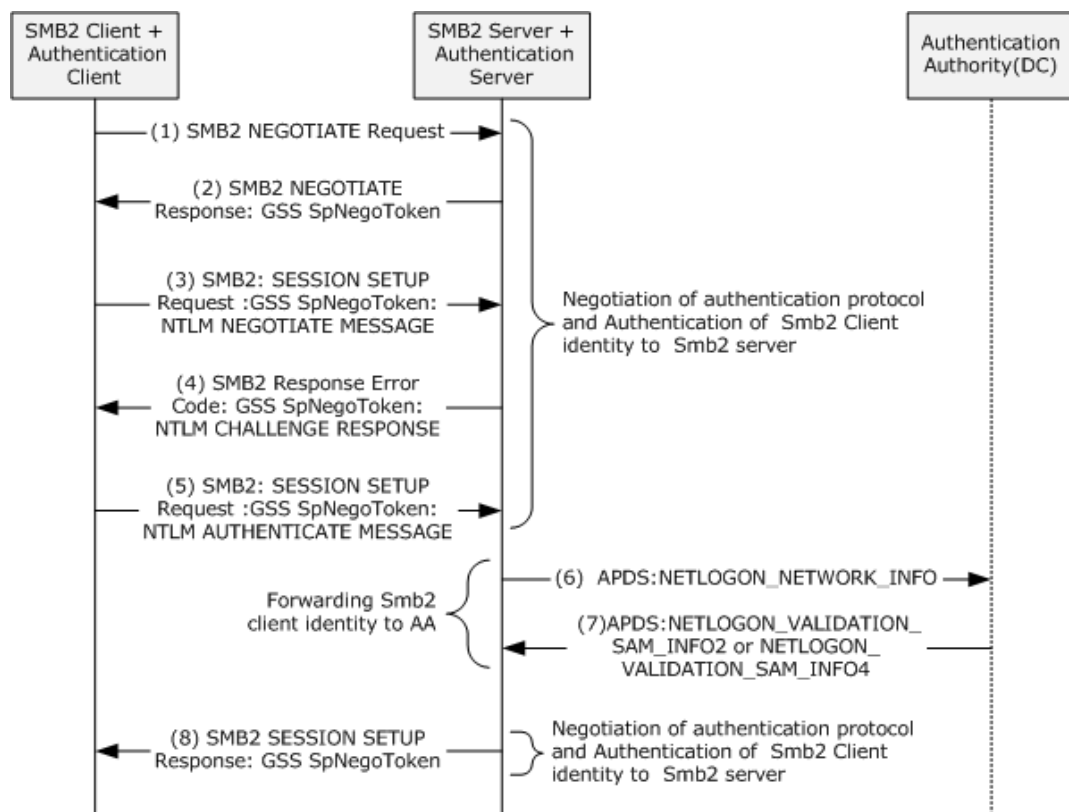 SMB2 Client +
Authentication
Client
SMB2 Server +
Authentication
Server
Authentication
Authority(DC)
(1) SMB2 NEGOTIATE Request
(2) SMB2 NEGOTIATE
Response: GSS SpNegoToken
(3) SMB2: SESSION SETUP
Request :GSS SpNegoToken:
NTLM NEGOTIATE MESSAGE
Negotiation of authentication protocol
and Authentication of Smb2 Client
identity to Smb2 server
(4) SMB2 Response Error
Code: GSS SpNegoToken:
NTLM CHALLENGE RESPONSE
(5) SMB2: SESSION SETUP
Request :GSS SpNegoToken:
NTLM AUTHENTICATE MESSAGE
Forwarding Smb2
client identity to AA
(6) APDS:NETLOGON_NETWORK_INFO
(7)APDS:NETLOGON_VALIDATION_
SAM_INFO2 or NETLOGON_
VALIDATION_SAM_INFO4
(8) SMB2 SESSION SETUP
Response: GSS SpNegoToken
Negotiation of authentication protocol
and Authentication of Smb2 Client
identity to Smb2 server